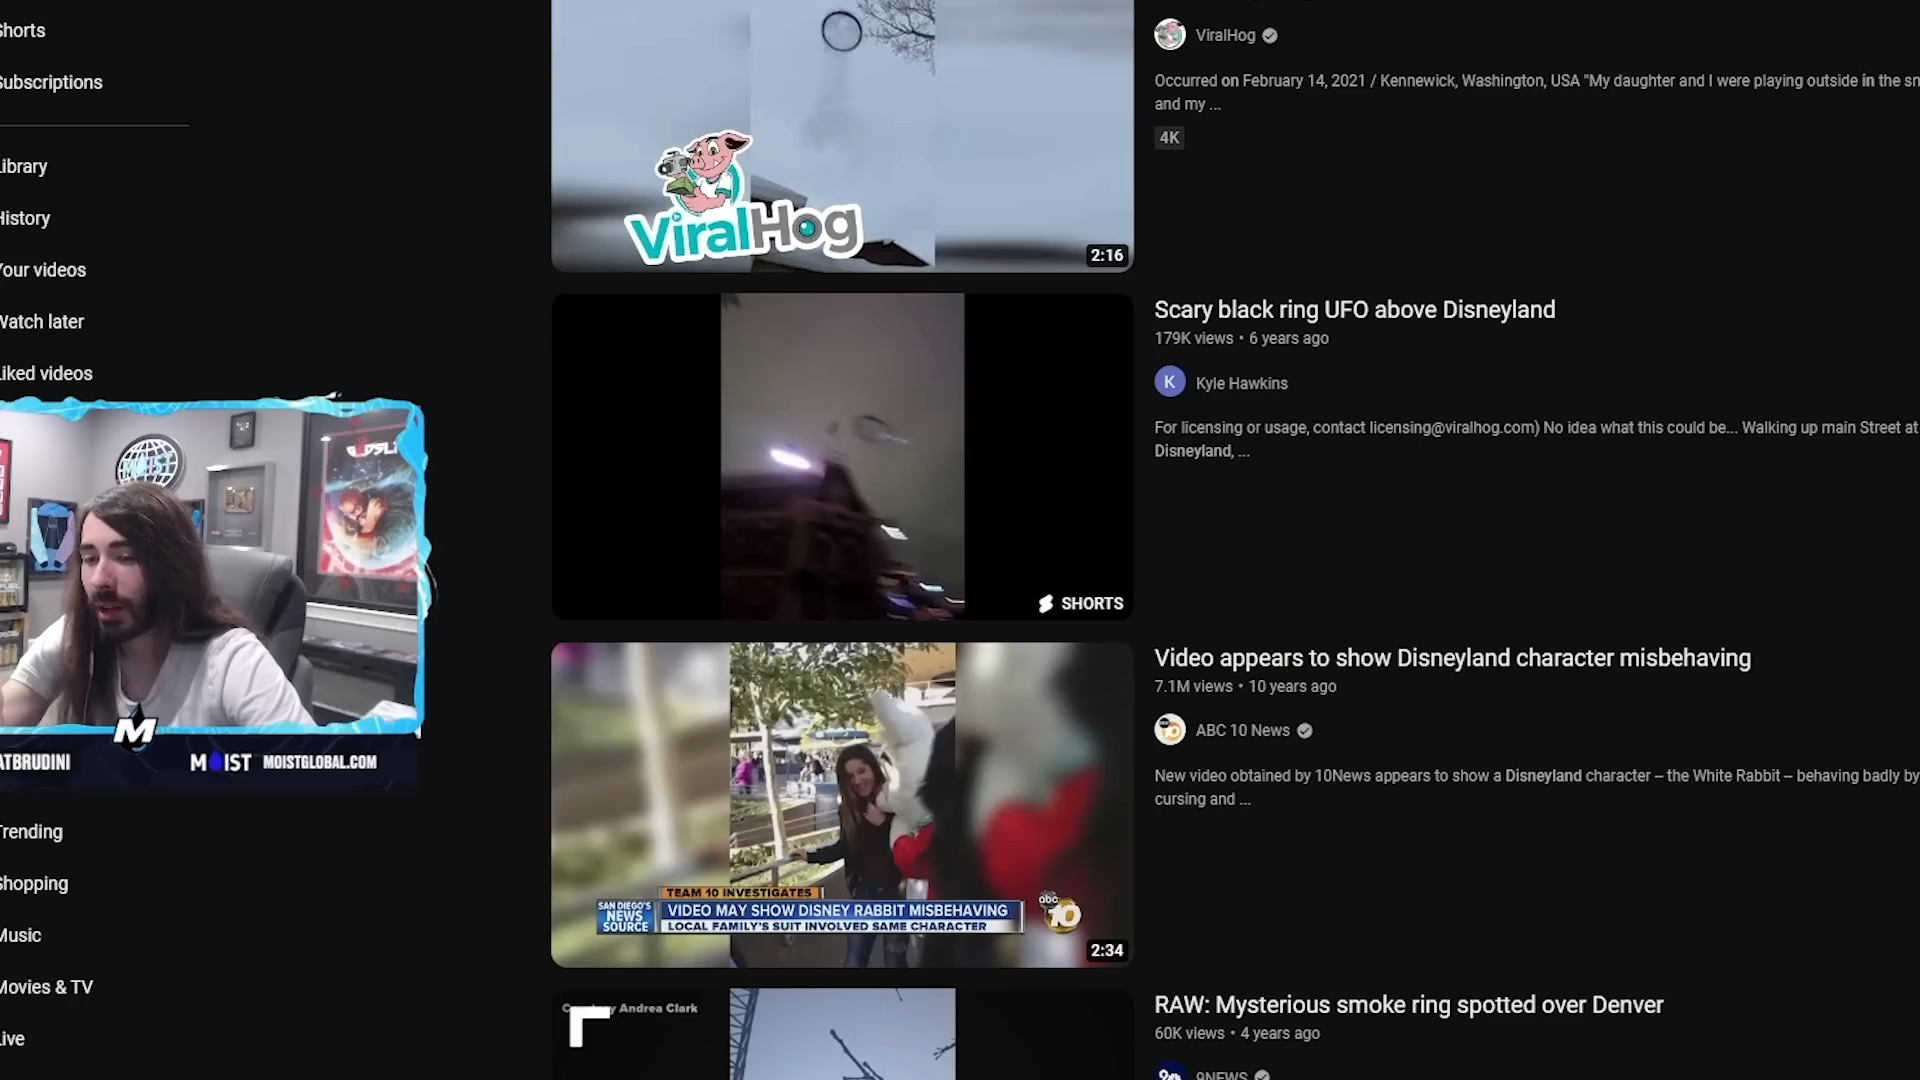 Shorts
Subscriptions
Library
History
Your videos
Watch later
Liked videos
MOIST
ATBRUDINI
M
MOIST
MOISTGLOBAL.COM
Trending
Shopping
Music
Movies & TV
Live
ViralHog
2:16
ViralHog
Occurred on February 14, 2021 / Kennewick, Washington, USA "My daughter and I were playing outside in the sn
and my ...
4K
SHORTS
Scary black ring UFO above Disneyland
179K views • 6 years ago
K
Kyle Hawkins
For licensing or usage, contact licensing@viralhog.com) No idea what this could be... Walking up main Street at
Disneyland, ...
TEAM 10 INVESTIGATES
SAN DIEGO'S
NEWS
SOURCE
VIDEO MAY SHOW DISNEY RABBIT MISBEHAVING
LOCAL FAMILY'S SUIT INVOLVED SAME CHARACTER
abc
10
2:34
Video appears to show Disneyland character misbehaving
7.1M views • 10 years ago
ABC 10 News
New video obtained by 10News appears to show a Disneyland character – the White Rabbit – behaving badly by
cursing and ...
Andrea Clark
RAW: Mysterious smoke ring spotted over Denver
60K views • 4 years ago
9NEWS